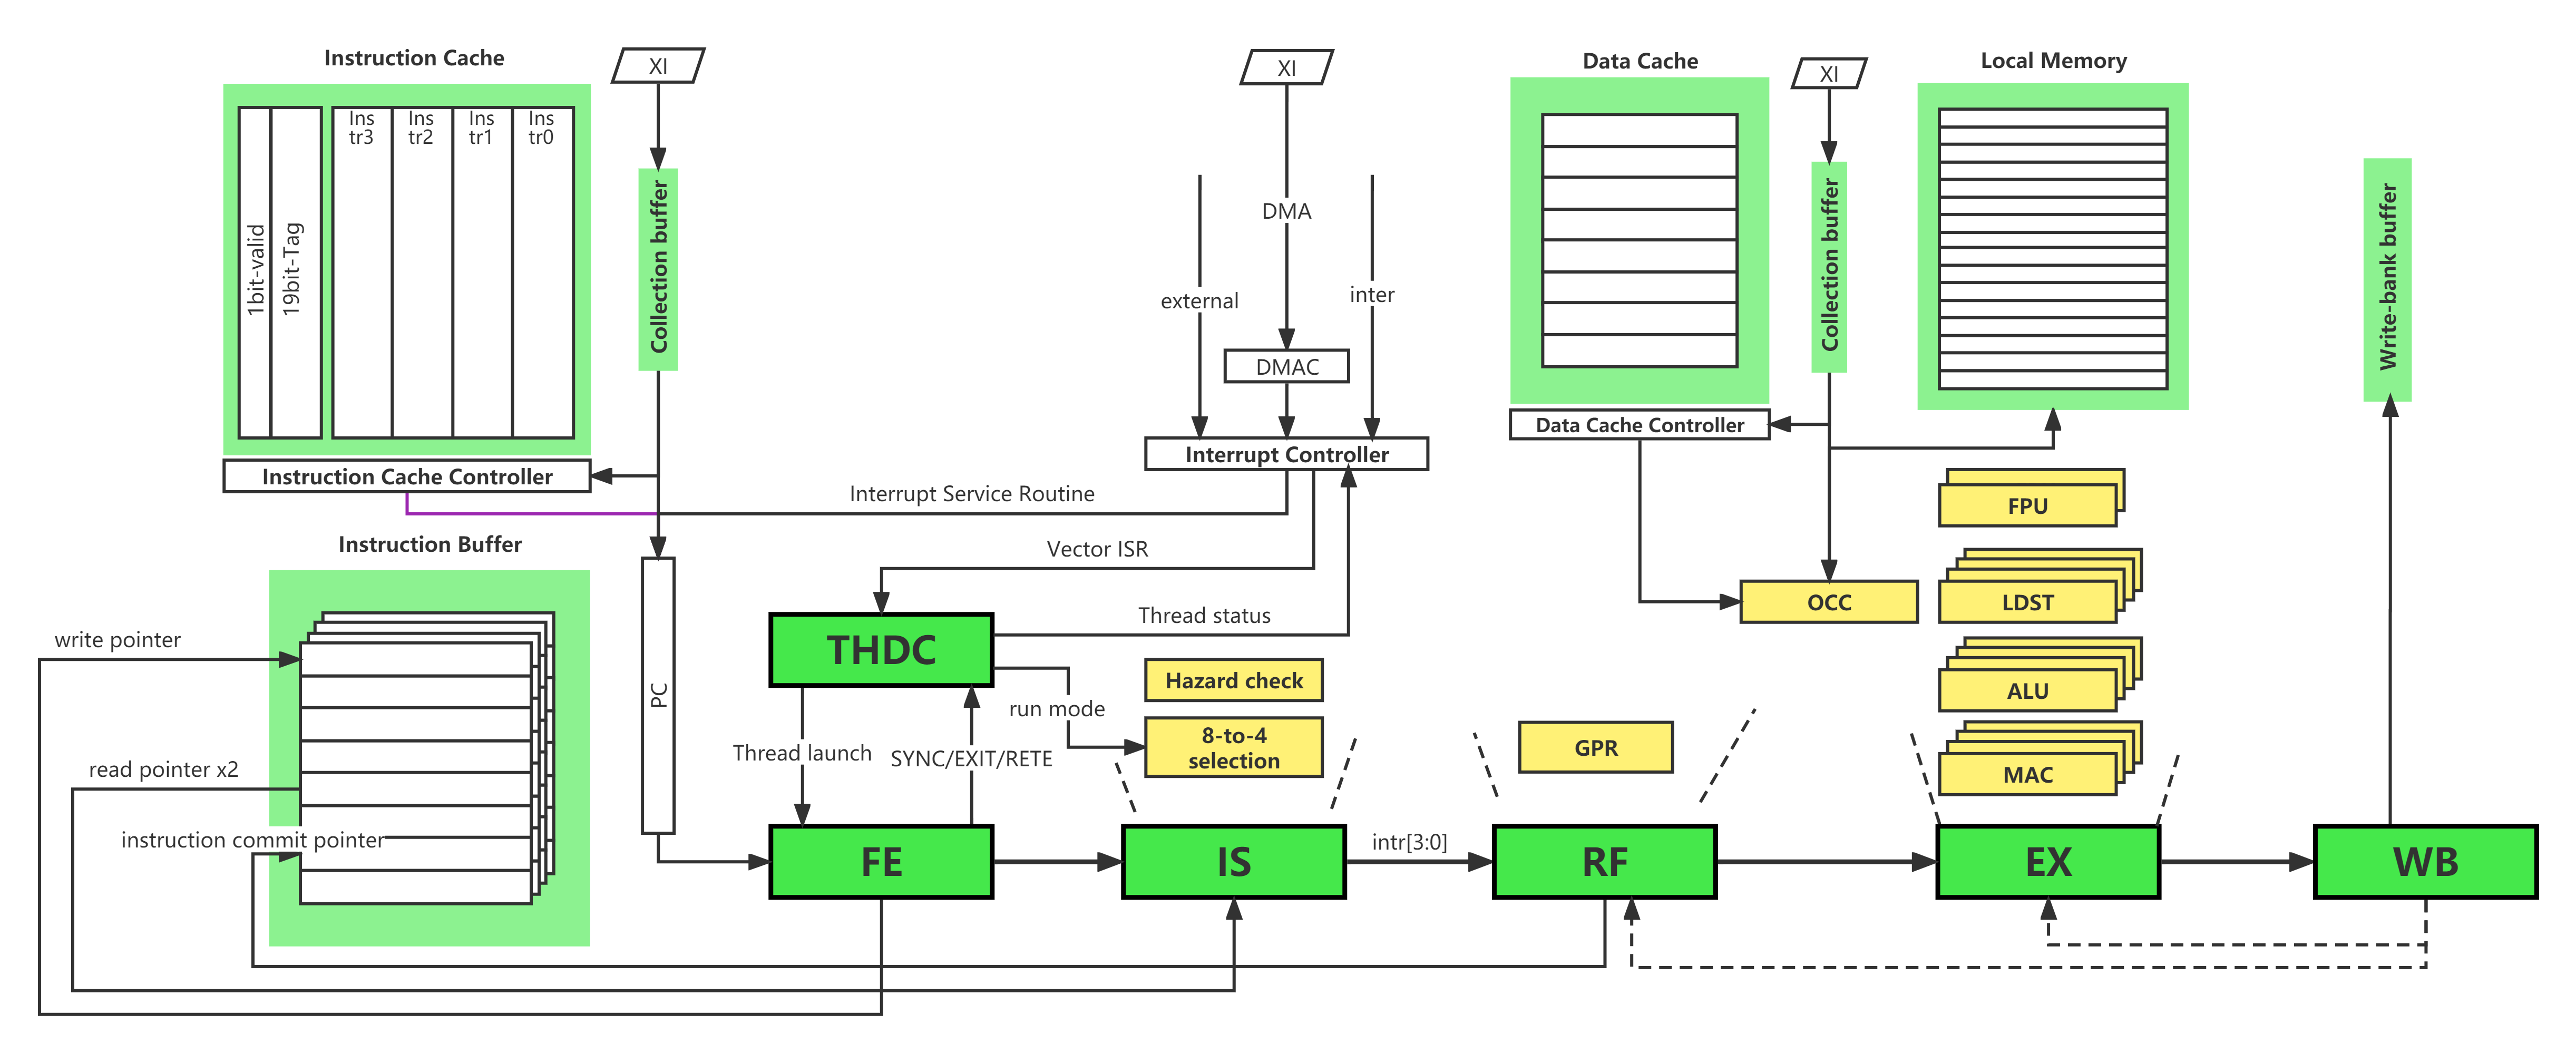 Instruction Cache
XI
XI
Data Cache
XI
Local Memory
1bit-valid
19bit-Tag
Ins
tr3
Ins
tr2
Ins
tr1
Ins
tr0
Collection buffer
DMA
external
inter
DMAC
Collection buffer
Write-bank buffer
Instruction Cache Controller
Interrupt Controller
Data Cache Controller
Interrupt Service Routine
Instruction Buffer
Vector ISR
FPU
write pointer
PC
THDC
Thread status
OCC
LDST
Hazard check
run mode
ALU
Thread launch
SYNC/EXIT/RETE
8-to-4
selection
GPR
MAC
read pointer x2
instruction commit pointer
FE
IS
intr[3:0]
RF
EX
WB